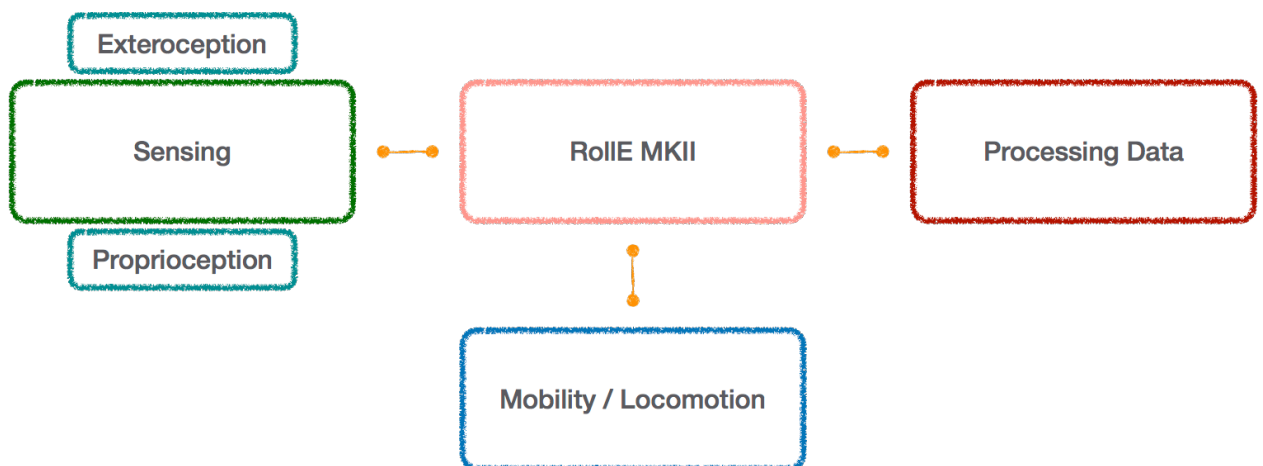 Exteroception
Sensing
RollE MKII
Processing Data
Proprioception
Mobility / Locomotion